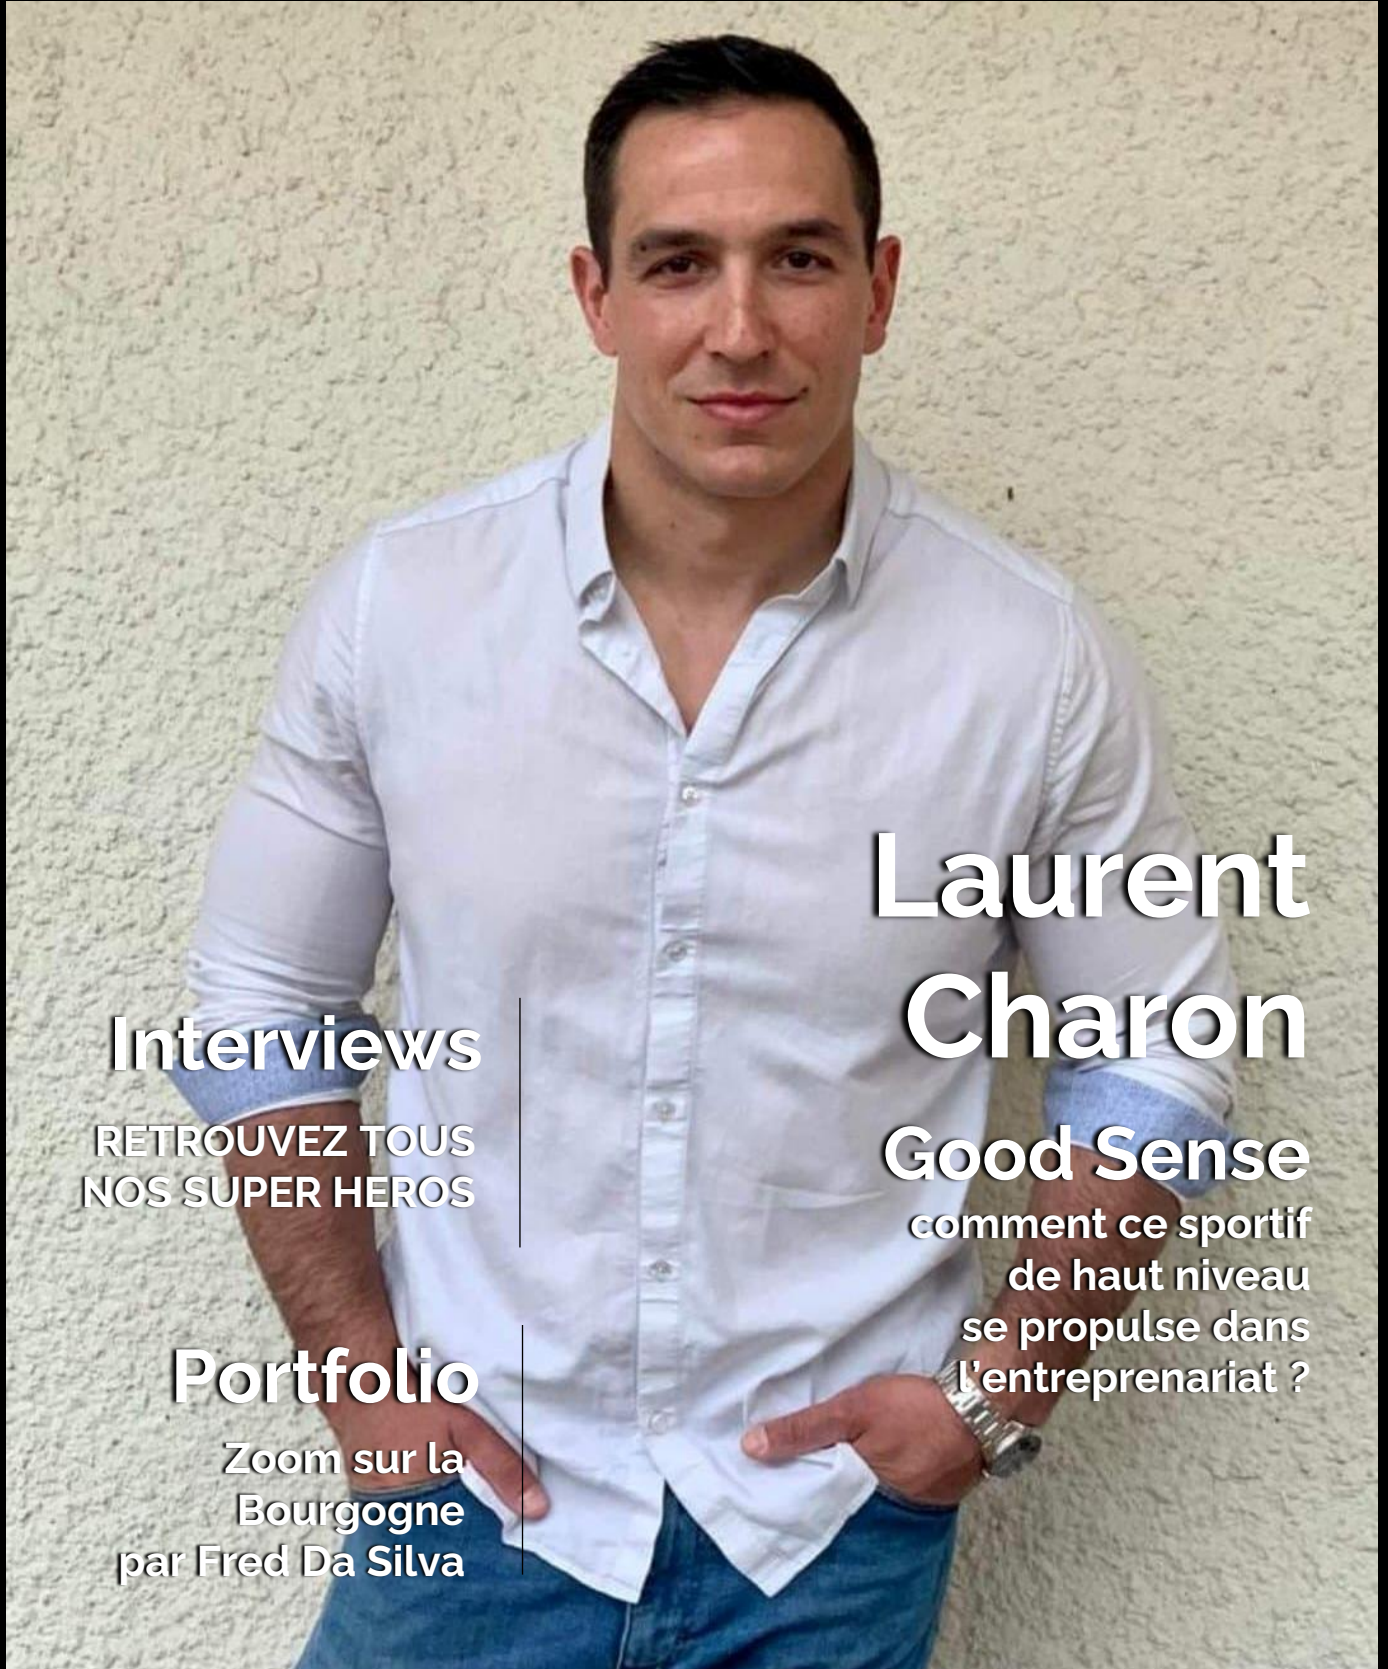 Laurent
Charon
Good Sense
comment ce sportif
de haut niveau
se propulse dans
l'entreprenariat ?
Interviews
RETROUVEZ TOUS
NOS SUPER HEROS
Portfolio
Zoom sur la
Bourgogne
par Fred Da Silva